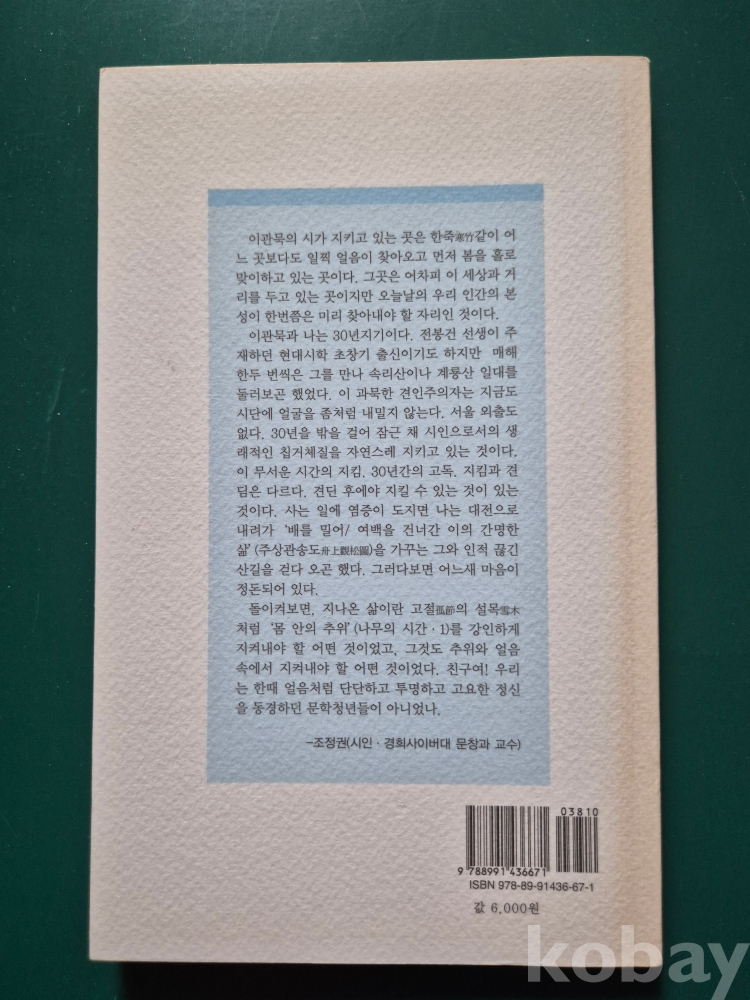 이관묵의 시가 지키고 있는 곳은 한죽寒竹같이 어
느 곳보다도 일찍 얼음이 찾아오고 먼저 봄을 홀로
맞이하고 있는 곳이다. 그곳은 어차피 이 세상과 거
리를 두고 있는 곳이지만 오늘날의 우리 인간의 본
성이 한번쯤은 미리 찾아내야 할 자리인 것이다.
이관묵과 나는 30년지기이다. 전봉건 선생이 주
재하던 현대시학 초창기 출신이기도 하지만 매해
한두 번씩은 그를 만나 속리산이나 계룡산 일대를
둘러보곤 했었다. 이 과묵한 견인주의자는 지금도
시단에 얼굴을 좀처럼 내밀지 않는다. 서울 외출도
없다. 30년을 밖을 걸어 잠근 채 시인으로서의 생
래적인 칩거체질을 자연스레 지키고 있는 것이다.
이 무서운 시간의 지킴. 30년간의 고독. 지킴과 견
딤은 다르다. 견딘 후에야 지킬 수 있는 것이 있는
것이다. 사는 일에 염증이 도지면 나는 대전으로
내려가 '배를 밀어/ 여백을 건너간 이의 간명한
삶' (주상관송도舟上觀松圖)을 가꾸는 그와 인적 끊긴
산길을 걷다 오곤 했다. 그러다보면 어느새 마음이
정돈되어 있다.
돌이켜보면, 지나온 삶이란 고절孤節의 설목雪木
처럼 '몸 안의 추위' (나무의 시간 · 1)를 강인하게
지켜내야 할 어떤 것이었고, 그것도 추위와 얼음
속에서 지켜내야 할 어떤 것이었다. 친구여! 우리
는 한때 얼음처럼 단단하고 투명하고 고요한 정신
을 동경하던 문학청년들이 아니었나.
-조정권(시인 · 경희사이버대 문창과 교수)
03810
9 788991 436671
ISBN 978-89-91436-67-1
값 6,000원
kobay